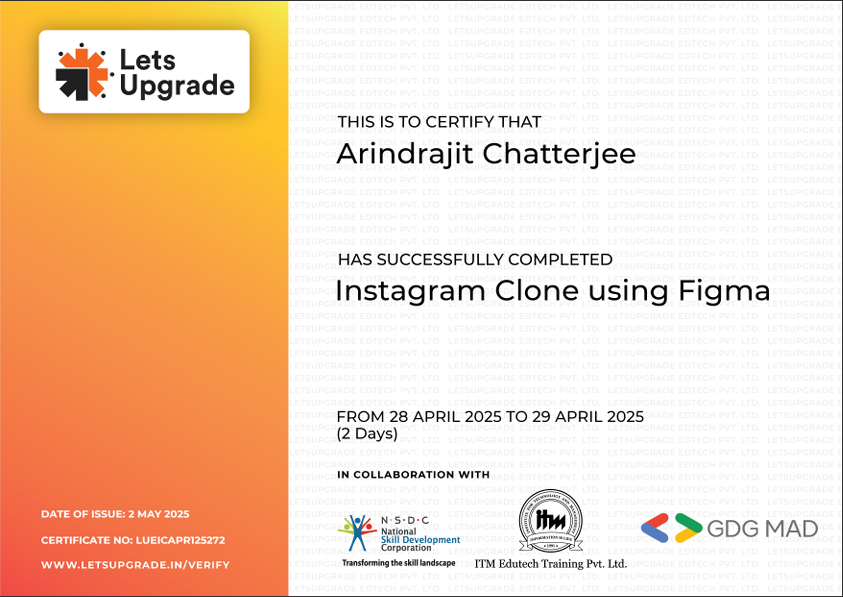 Lets
Upgrade
THIS IS TO CERTIFY THAT
Arindrajit Chatterjee
HAS SUCCESSFULLY COMPLETED
Instagram Clone using Figma
FROM 28 APRIL 2025 TO 29 APRIL 2025
(2 Days)
IN COLLABORATION WITH
N·S·D·C
National
Skill Development
Corporation
Transforming the skill landscape
itm
ITM Edutech Training Pvt. Ltd.
GDG MAD
DATE OF ISSUE: 2 MAY 2025
CERTIFICATE NO: LUEICAPR125272
WWW.LETSUPGRADE.IN/VERIFY